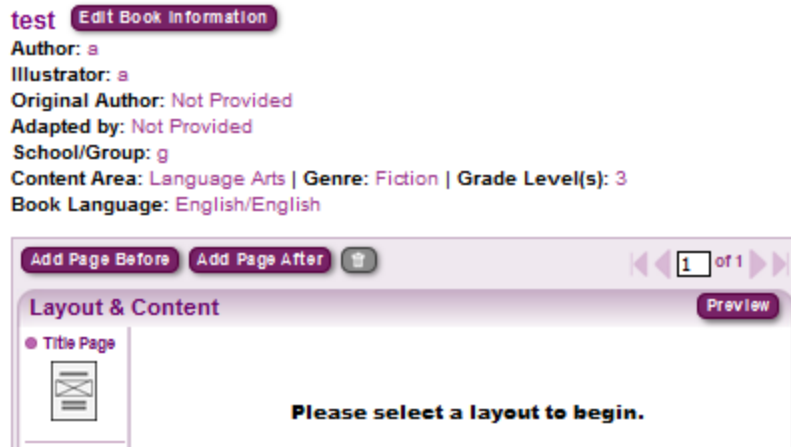 test Edit Book Information
Author: a
Illustrator: a
Original Author: Not Provided
Adapted by: Not Provided
School/Group: g
Content Area: Language Arts | Genre: Fiction | Grade Level(s): 3
Book Language: English/English
Add Page Before Add Page After 1 of 1
Layout & Content Preview
Title Page
Please select a layout to begin.